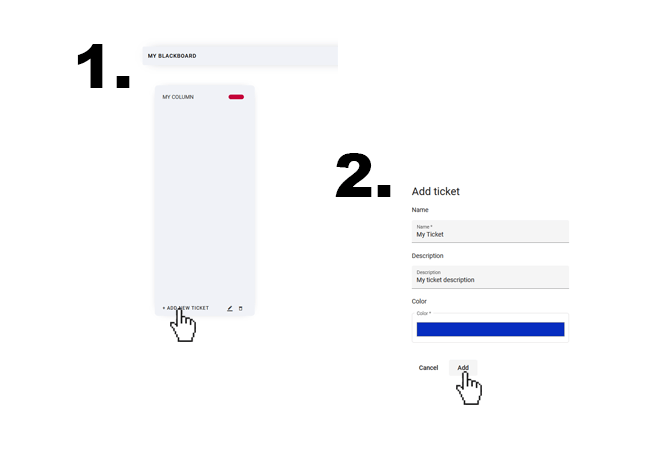 1.
MY BLACKBOARD
MY COLUMN
+ ADD NEW TICKET
2.
Add ticket
Name
Name *
My Ticket
Description
Description
My ticket description
Color
Color *
Cancel
Add